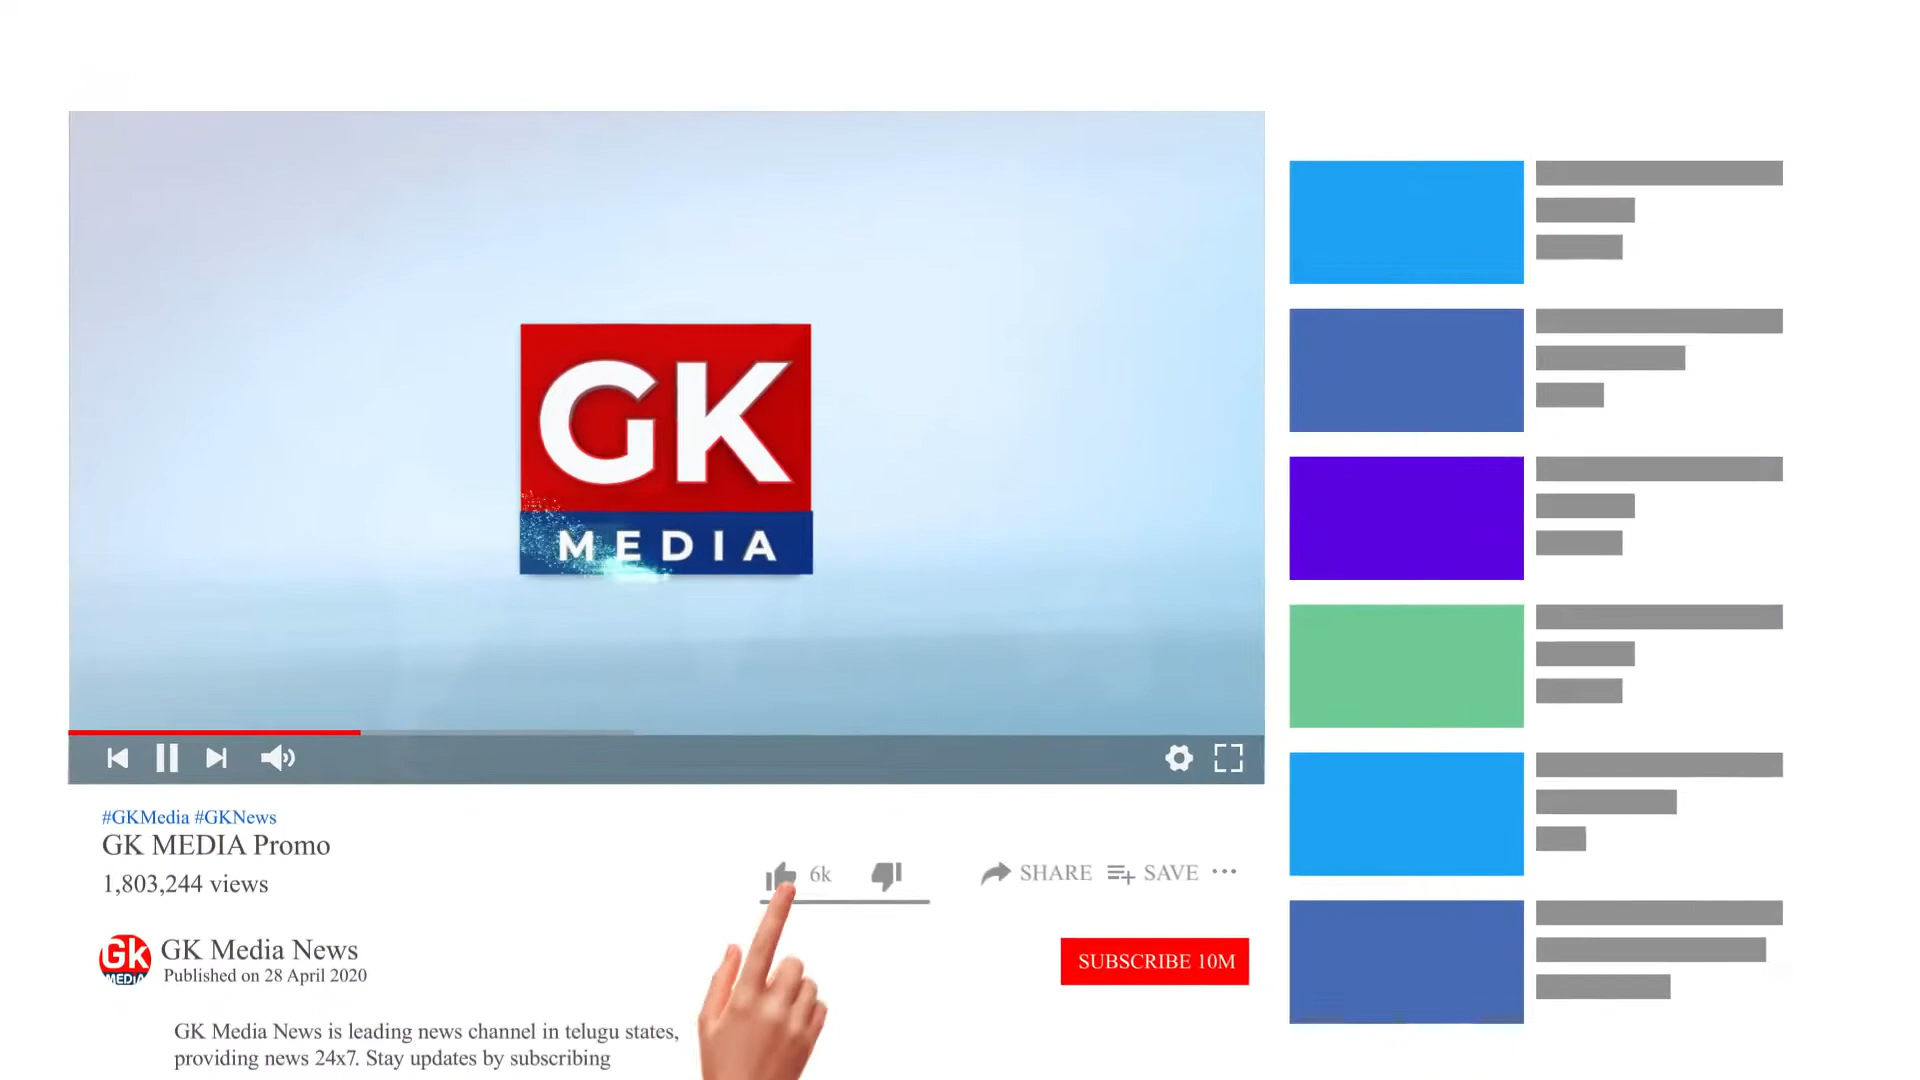 GK
MEDIA
#GKMedia #GKNews
GK MEDIA Promo
1,803,244 views
6k
SHARE
SAVE
GK
MEDIA
GK Media News
Published on 28 April 2020
SUBSCRIBE 10M
GK Media News is leading news channel in telugu states,
providing news 24x7. Stay updates by subscribing